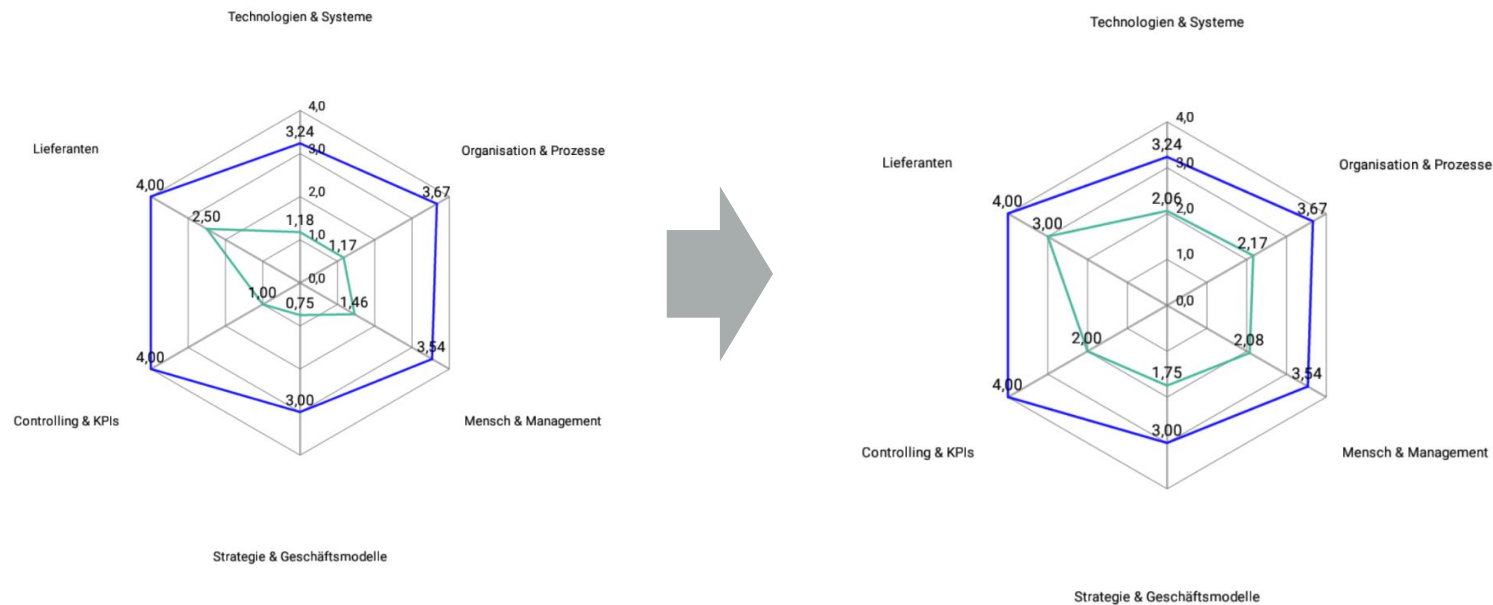 Technologien & Systeme
4,0
3,24
3,0
Lieferanten
Organisation & Prozesse
4,00
3,67
2,50
2,0
1,18
1,0
1,17
0,0
1,00
0,75
1,46
4,00
3,54
3,00
Controlling & KPIs
Mensch & Management
Strategie & Geschäftsmodelle
Technologien & Systeme
4,0
3,24
3,0
Lieferanten
Organisation & Prozesse
4,00
3,67
3,00
2,06
2,0
2,17
1,0
0,0
2,00
2,08
1,75
4,00
3,54
3,00
Controlling & KPIs
Mensch & Management
Strategie & Geschäftsmodelle